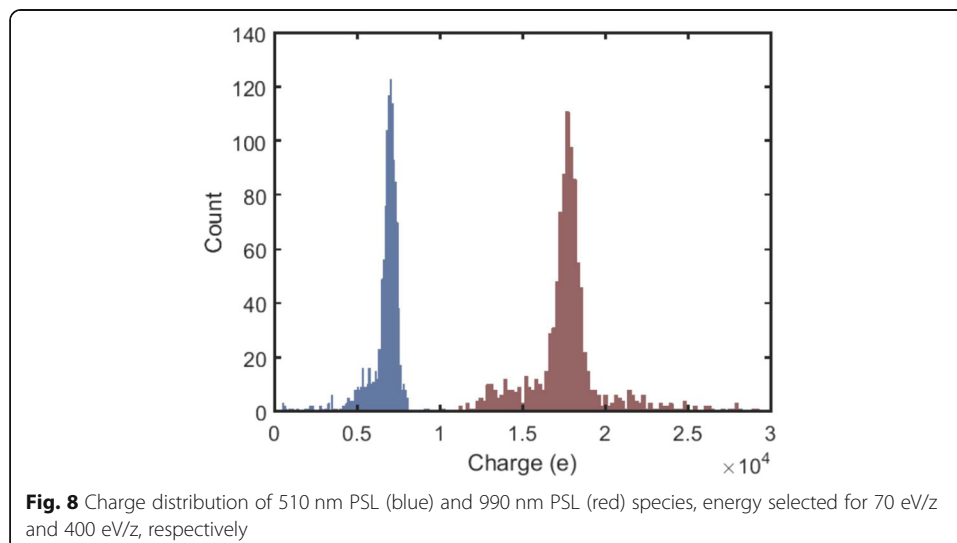 140
120
100
80
60
40
20
0
Count
0 0.5 1 1.5 2 2.5 3
Charge (e)
×10⁴
Fig. 8 Charge distribution of 510 nm PSL (blue) and 990 nm PSL (red) species, energy selected for 70 eV/z
and 400 eV/z, respectively